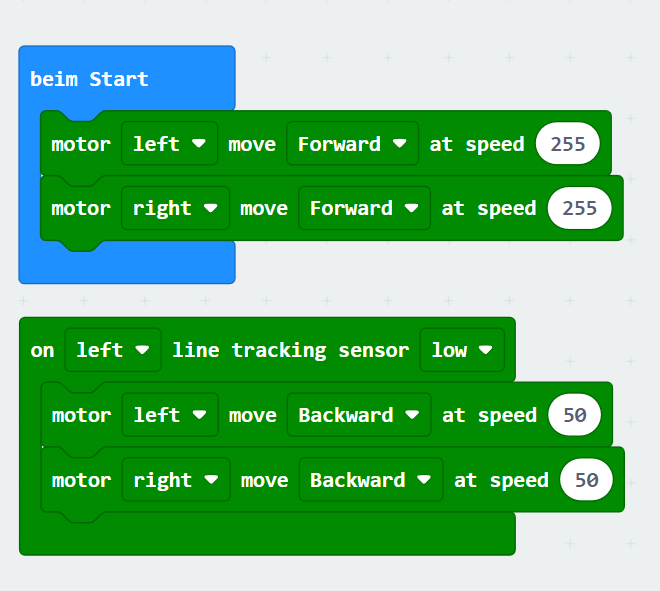 beim Start
motor left move Forward at speed 255
motor right move Forward at speed 255
on left line tracking sensor low
motor left move Backward at speed 50
motor right move Backward at speed 50